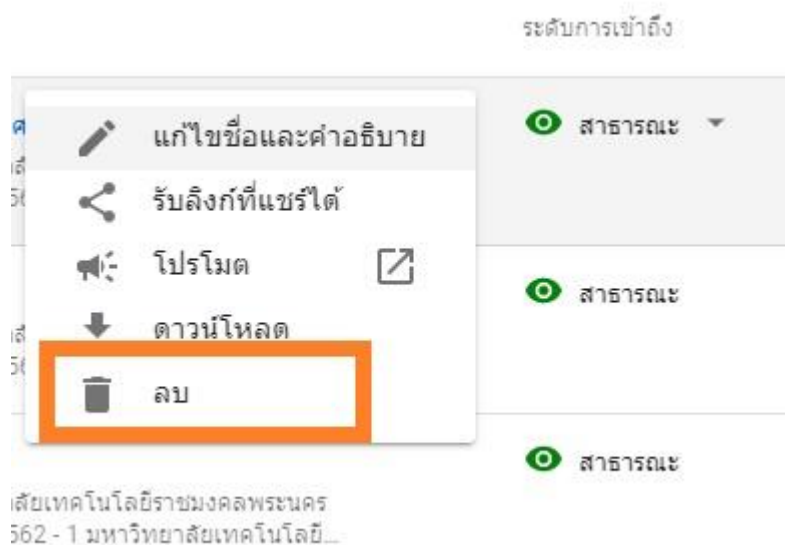 ระดับการเข้าถึง
แก้ไขชื่อและคำอธิบาย
สาธารณะ
รับลิงก์ที่แชร์ได้
โปรโมต
สาธารณะ
ดาวน์โหลด
ลบ
สาธารณะ
ลัยเทคโนโลยีราชมงคลพระนคร
562 - 1 มหาวิทยาลัยเทคโนโลยี...